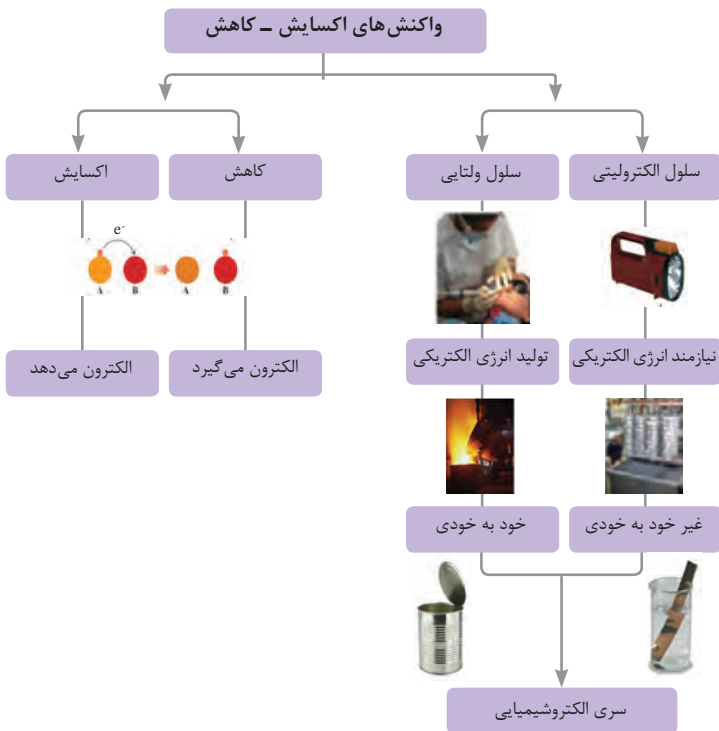 واکنش‌های اکسایش ــ کاهش
سلول الکترولیتی
سلول ولتایی
کاهش
اکسایش
e-
A
B
A
B
نیازمند انرژی الکتریکی
تولید انرژی الکتریکی
الکترون می‌گیرد
الکترون می‌دهد
غیر خود به خودی
خود به خودی
سری الکتروشیمیایی